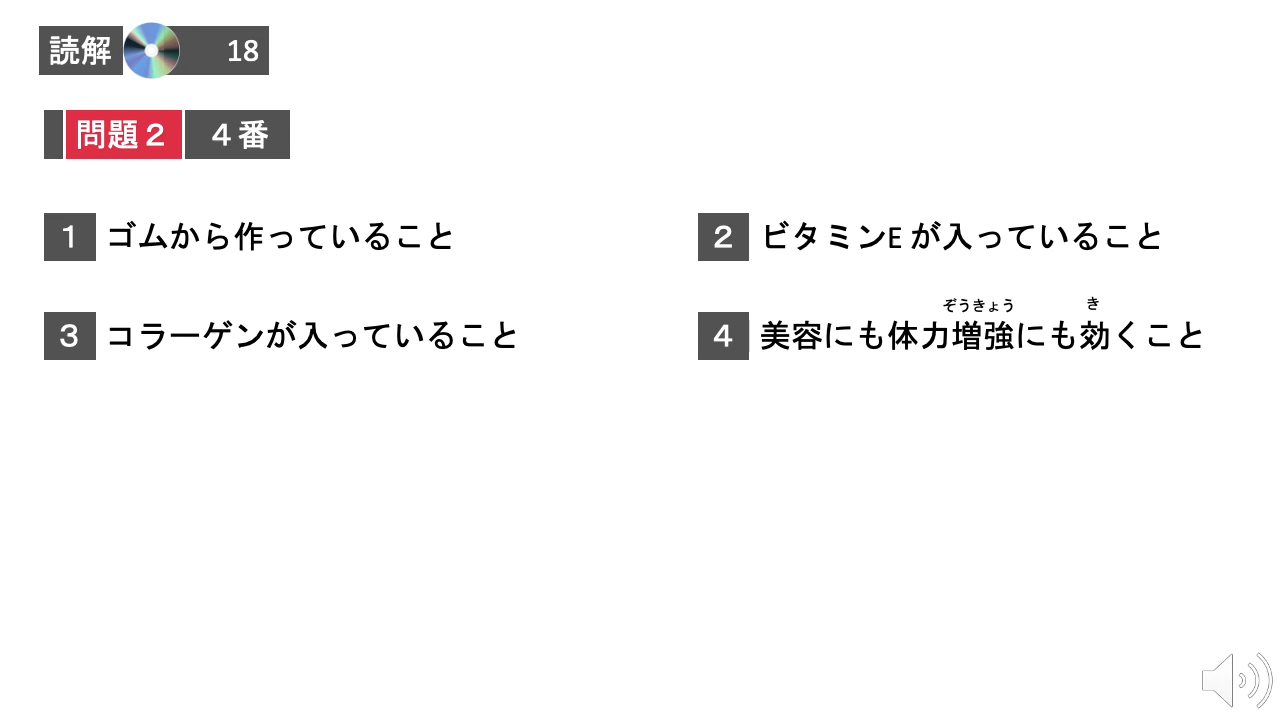 読解 18
問題２ ４番
１ ゴムから作っていること
２ ビタミンE が入っていること
３ コラーゲンが入っていること
ぞうきょう き
４ 美容にも体力増強にも効くこと